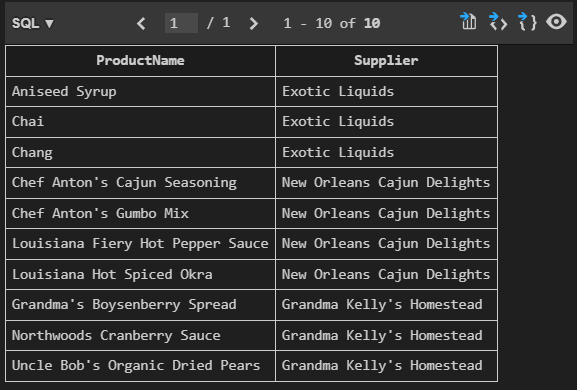 SQL ▼ < 1 / 1 > 1 - 10 of 10
ProductName Supplier
Aniseed Syrup Exotic Liquids
Chai Exotic Liquids
Chang Exotic Liquids
Chef Anton's Cajun Seasoning New Orleans Cajun Delights
Chef Anton's Gumbo Mix New Orleans Cajun Delights
Louisiana Fiery Hot Pepper Sauce New Orleans Cajun Delights
Louisiana Hot Spiced Okra New Orleans Cajun Delights
Grandma's Boysenberry Spread Grandma Kelly's Homestead
Northwoods Cranberry Sauce Grandma Kelly's Homestead
Uncle Bob's Organic Dried Pears Grandma Kelly's Homestead